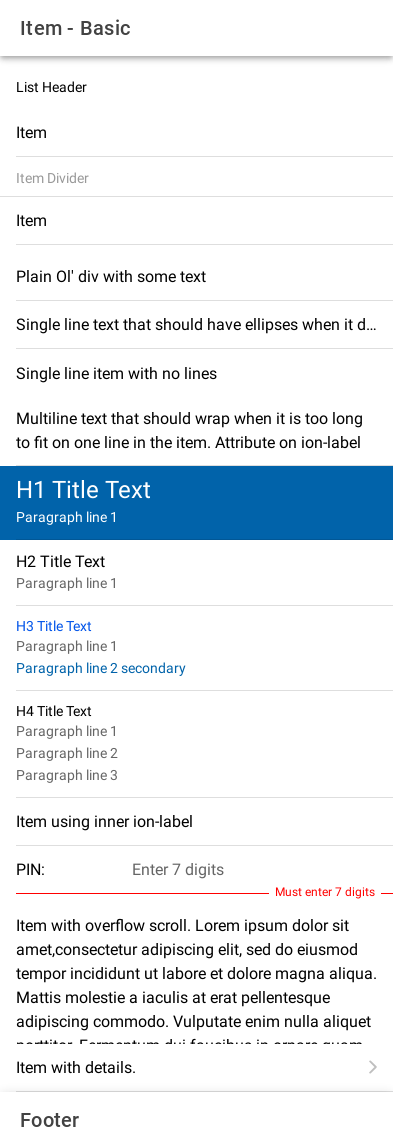 Item - Basic
List Header
Item
Item Divider
Item
Plain Ol' div with some text
Single line text that should have ellipses when it d...
Single line item with no lines
Multiline text that should wrap when it is too long
to fit on one line in the item. Attribute on ion-label
H1 Title Text
Paragraph line 1
H2 Title Text
Paragraph line 1
H3 Title Text
Paragraph line 1
Paragraph line 2 secondary
H4 Title Text
Paragraph line 1
Paragraph line 2
Paragraph line 3
Item using inner ion-label
PIN: Enter 7 digits
Must enter 7 digits
Item with overflow scroll. Lorem ipsum dolor sit
amet,consectetur adipiscing elit, sed do eiusmod
tempor incididunt ut labore et dolore magna aliqua.
Mattis molestie a iaculis at erat pellentesque
adipiscing commodo. Vulputate enim nulla aliquet
porttitor. Fermentum dui faucibus in ornare quam
Item with details.
Footer